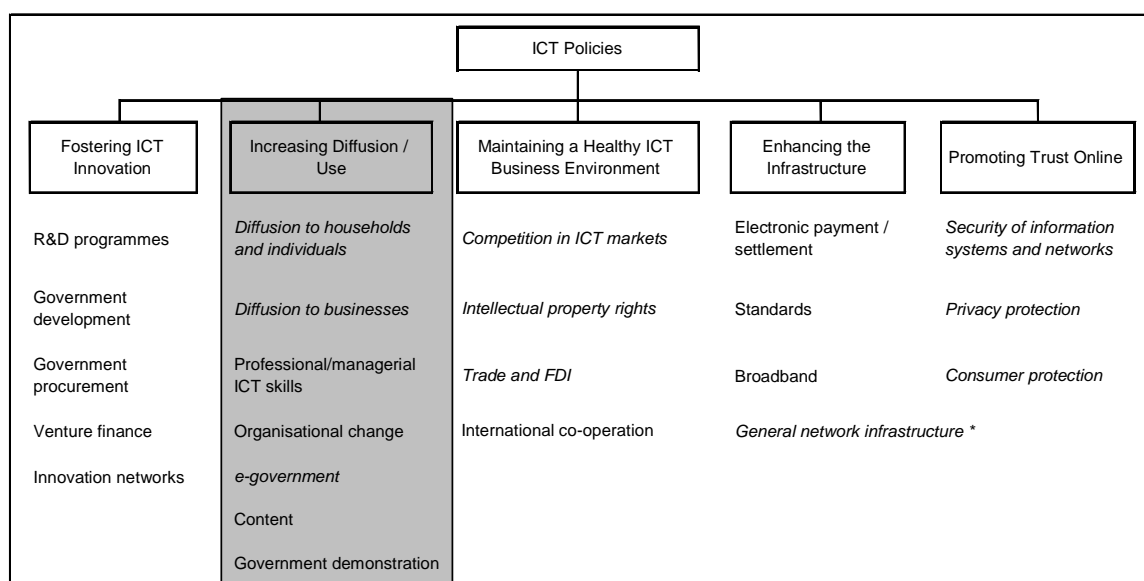 ICT Policies
Fostering ICT
Innovation
Increasing Diffusion /
Use
Maintaining a Healthy ICT
Business Environment
Enhancing the
Infrastructure
Promoting Trust Online
R&D programmes
Government
development
Government
procurement
Venture finance
Innovation networks
Diffusion to households
and individuals
Diffusion to businesses
Professional/managerial
ICT skills
Organisational change
e-government
Content
Government demonstration
Competition in ICT markets
Intellectual property rights
Trade and FDI
International co-operation
Electronic payment /
settlement
Standards
Broadband
General network infrastructure *
Security of information
systems and networks
Privacy protection
Consumer protection